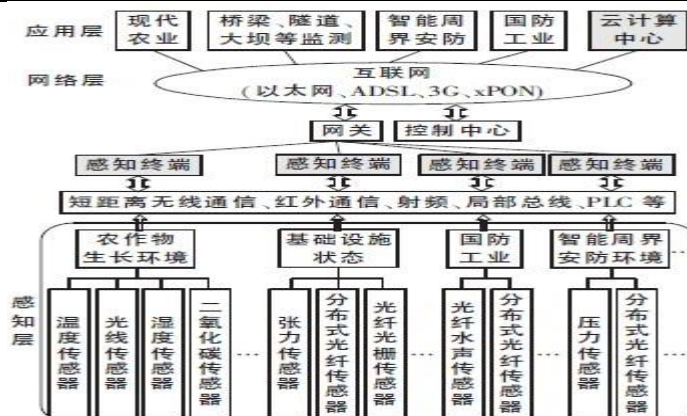 应用层
现代
农业
桥梁、隧道、
大坝等监测
智能周
界安防
国防
工业
云计算
中心
网络层
互联网
(以太网、ADSL、3G、xPON)
网关
控制中心
感知终端
感知终端
感知终端
感知终端
短距离无线通信、红外通信、射频、局部总线、PLC 等
感知层
农作物
生长环境
基础设施
状态
国防
工业
智能周界
安防环境
……
温度传感器
光线传感器
湿度传感器
二氧化碳传感器
……
张力传感器
分布式光纤传感器
光纤光栅传感器
……
光纤水声传感器
分布式光纤传感器
……
压力传感器
分布式光纤传感器
……